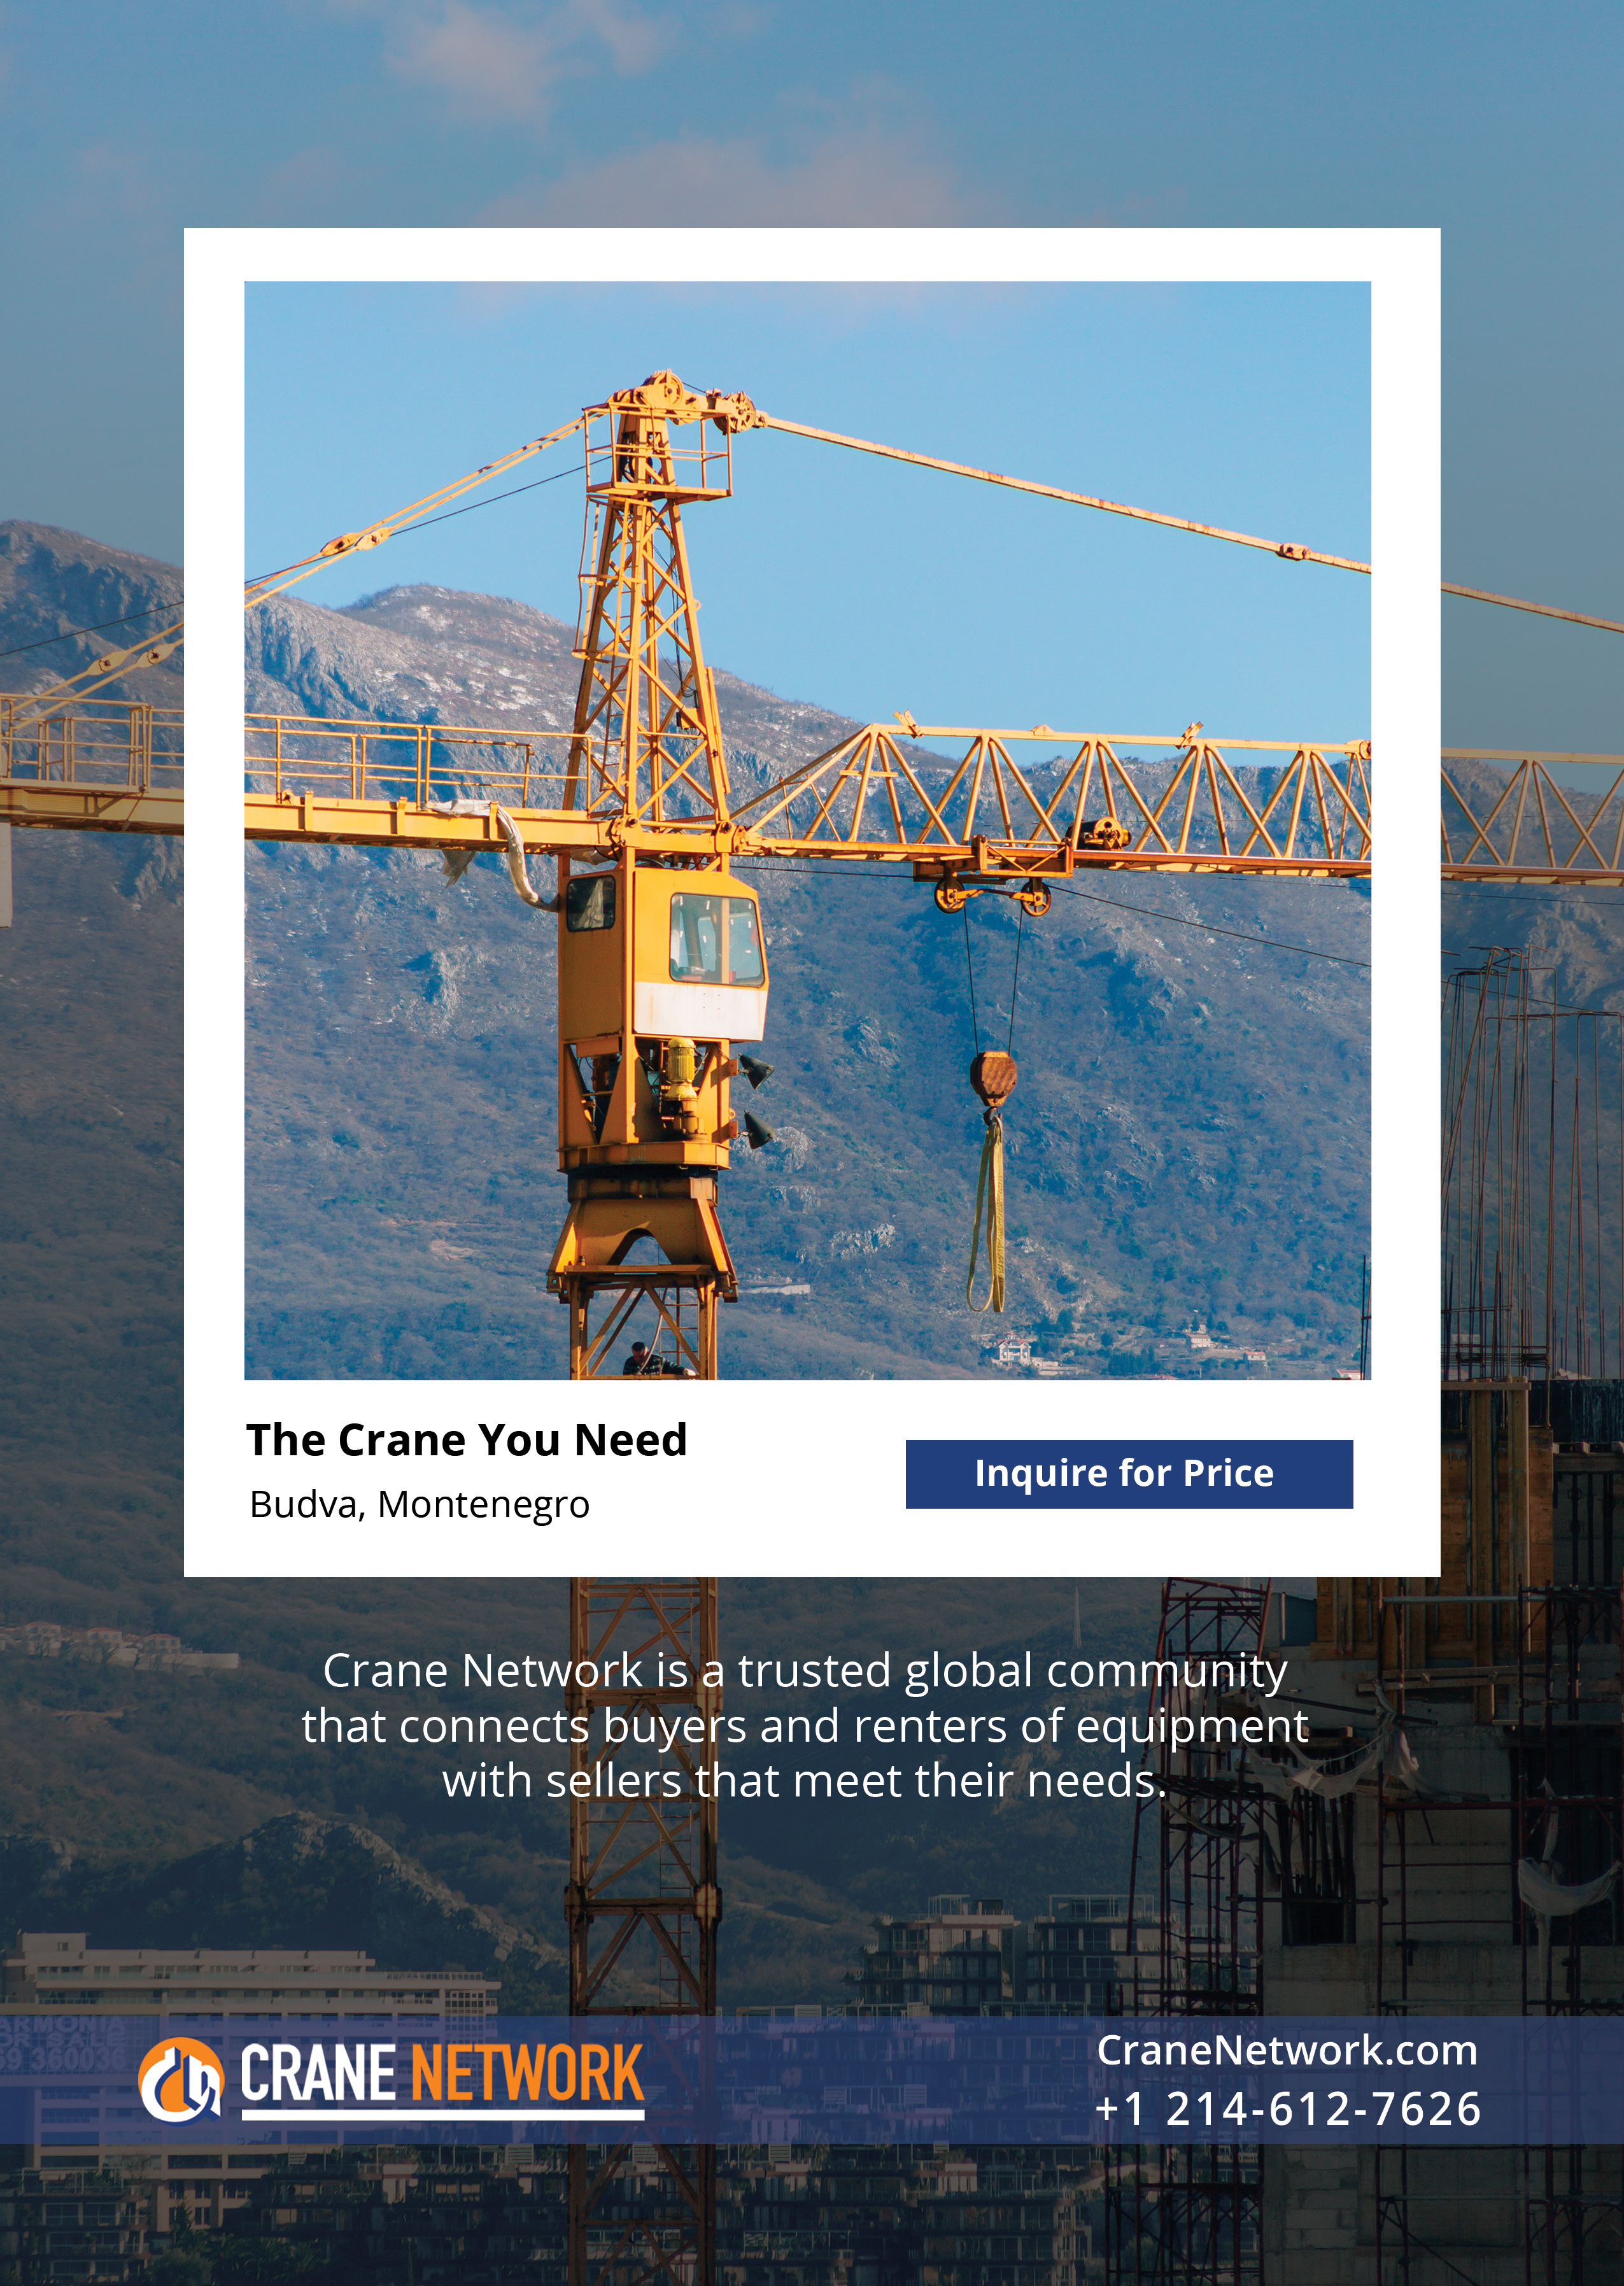 The Crane You Need
Budva, Montenegro
Inquire for Price
Crane Network is a trusted global community
that connects buyers and renters of equipment
with sellers that meet their needs.
360036
CRANE NETWORK
CraneNetwork.com
+1 214-612-7626